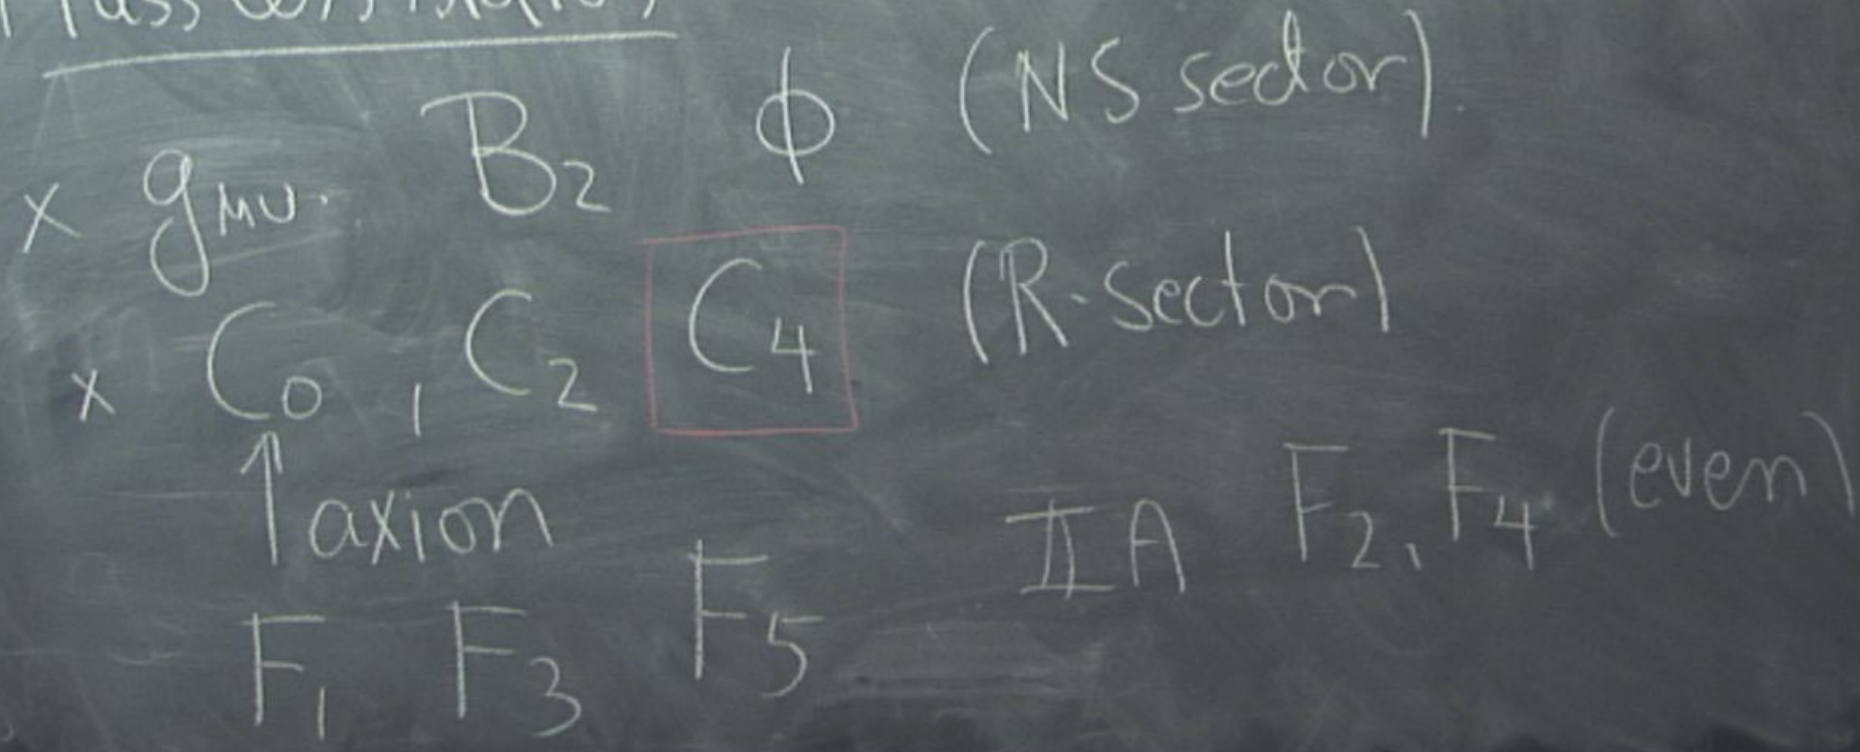 × gμν. B₂ ϕ (NS sector).
× C₀ , C₂ C₄ (R-Sector)
↑ axion
IIA F₂, F₄ (even)
F₁ F₃ F₅